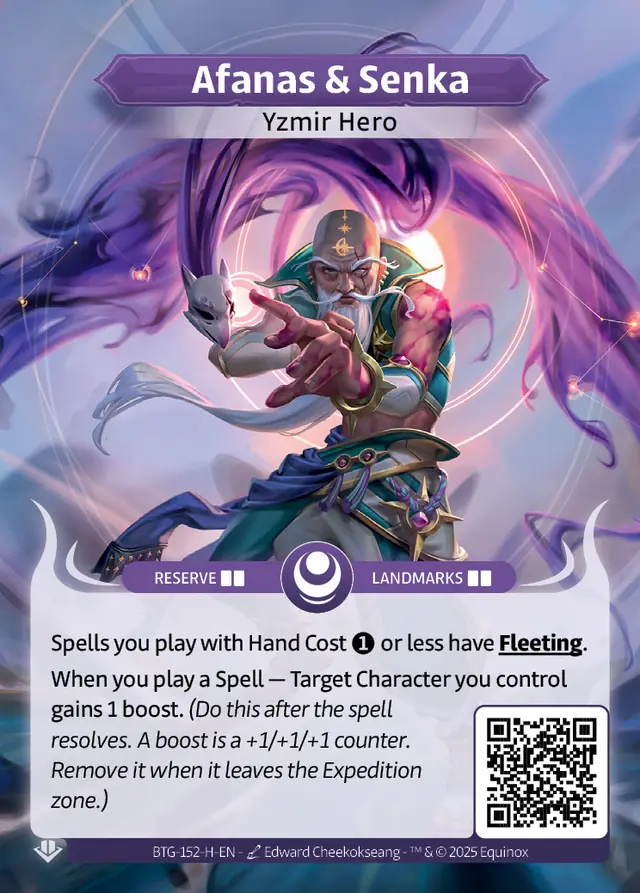 Afanas & Senka
Yzmir Hero
RESERVE
LANDMARKS
Spells you play with Hand Cost 1 or less have Fleeting.
When you play a Spell — Target Character you control
gains 1 boost. (Do this after the spell
resolves. A boost is a +1/+1/+1 counter.
Remove it when it leaves the Expedition
zone.)
BTG-152-H-EN - Edward Cheekokseang - ™ & © 2025 Equinox